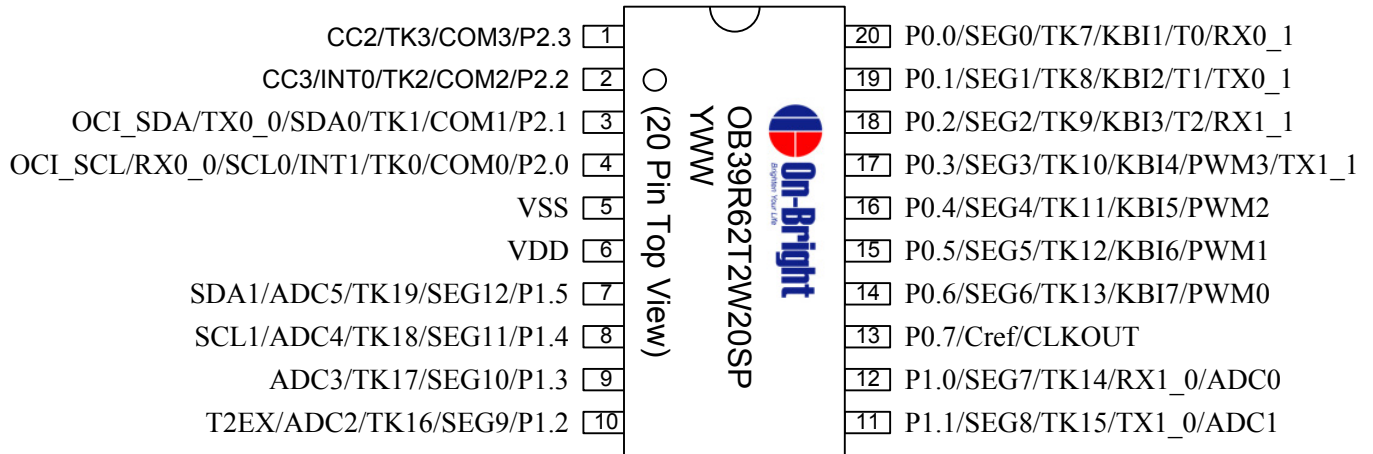 CC2/TK3/COM3/P2.3 1
CC3/INT0/TK2/COM2/P2.2 2
OCI_SDA/TX0_0/SDA0/TK1/COM1/P2.1 3
OCI_SCL/RX0_0/SCL0/INT1/TK0/COM0/P2.0 4
VSS 5
VDD 6
SDA1/ADC5/TK19/SEG12/P1.5 7
SCL1/ADC4/TK18/SEG11/P1.4 8
ADC3/TK17/SEG10/P1.3 9
T2EX/ADC2/TK16/SEG9/P1.2 10
On-Bright
Brighten Your Life
OB39R62T2W20SP
YWW
(20 Pin Top View)
20 P0.0/SEG0/TK7/KBI1/T0/RX0_1
19 P0.1/SEG1/TK8/KBI2/T1/TX0_1
18 P0.2/SEG2/TK9/KBI3/T2/RX1_1
17 P0.3/SEG3/TK10/KBI4/PWM3/TX1_1
16 P0.4/SEG4/TK11/KBI5/PWM2
15 P0.5/SEG5/TK12/KBI6/PWM1
14 P0.6/SEG6/TK13/KBI7/PWM0
13 P0.7/Cref/CLKOUT
12 P1.0/SEG7/TK14/RX1_0/ADC0
11 P1.1/SEG8/TK15/TX1_0/ADC1